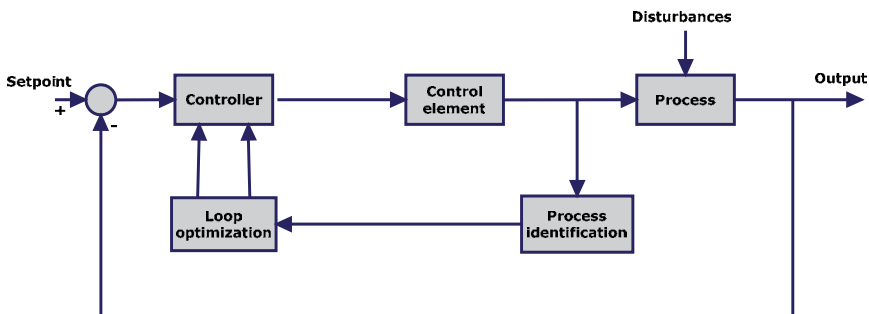 Disturbances
Setpoint
Output
+
-
Controller
Control
element
Process
Loop
optimization
Process
identification